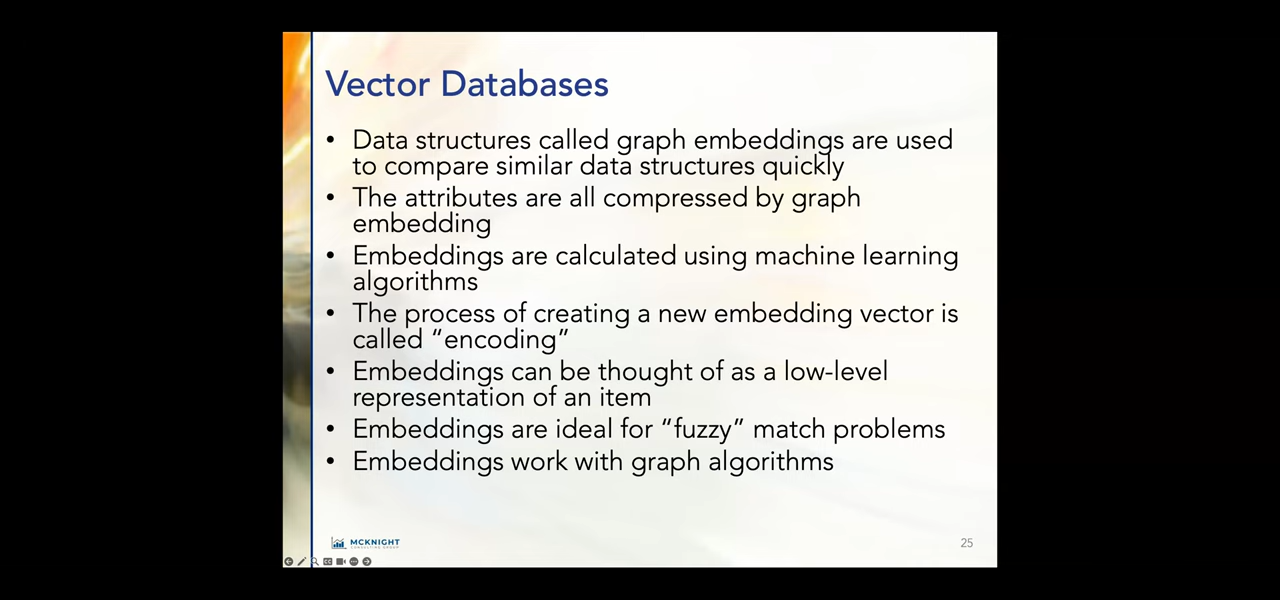 Vector Databases
• Data structures called graph embeddings are used
to compare similar data structures quickly
• The attributes are all compressed by graph
embedding
• Embeddings are calculated using machine learning
algorithms
• The process of creating a new embedding vector is
called “encoding”
• Embeddings can be thought of as a low-level
representation of an item
• Embeddings are ideal for “fuzzy” match problems
• Embeddings work with graph algorithms
MCKNIGHT
CONSULTING GROUP
25